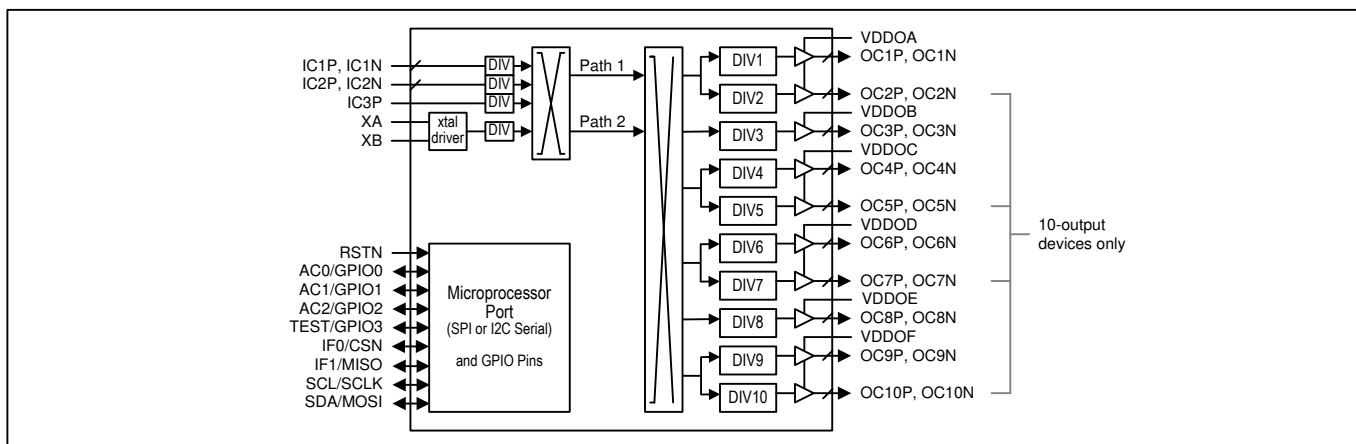 IC1P, IC1N
IC2P, IC2N
IC3P
XA
XB
xtal
driver
DIV
DIV
DIV
DIV
Path 1
Path 2
DIV1
DIV2
DIV3
DIV4
DIV5
DIV6
DIV7
DIV8
DIV9
DIV10
VDDOA
OC1P, OC1N
OC2P, OC2N
VDDOB
OC3P, OC3N
VDDOC
OC4P, OC4N
OC5P, OC5N
VDDOD
OC6P, OC6N
OC7P, OC7N
VDDOE
OC8P, OC8N
VDDOF
OC9P, OC9N
OC10P, OC10N
10-output
devices only
RSTN
AC0/GPIO0
AC1/GPIO1
AC2/GPIO2
TEST/GPIO3
IF0/CSN
IF1/MISO
SCL/SCLK
SDA/MOSI
Microprocessor
Port
(SPI or I2C Serial)
and GPIO Pins